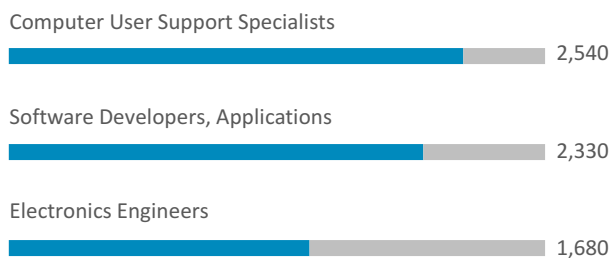 Computer User Support Specialists
2,540
Software Developers, Applications
2,330
Electronics Engineers
1,680